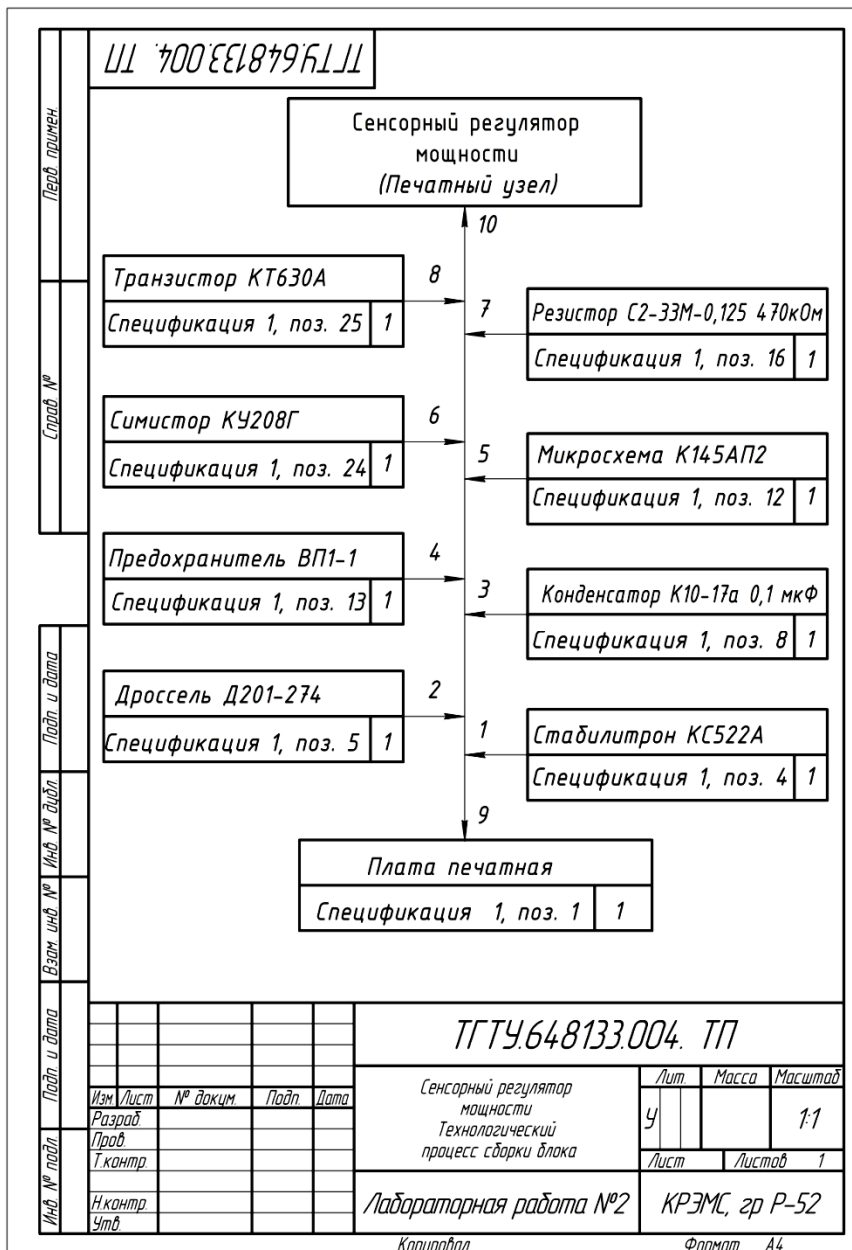 ТГТУ.648133.004. ТП
Перв. примен.
Справ. №
Подп. и дата
Инв. № дубл.
Взам. инв. №
Подп. и дата
Инв. № подл.
Сенсорный регулятор
мощности
(Печатный узел)
10
Транзистор КТ630А
Спецификация 1, поз. 25 1
8
7
Резистор С2-33М-0,125 470кОм
Спецификация 1, поз. 16 1
Симистор КУ208Г
Спецификация 1, поз. 24 1
6
5
Микросхема К145АП2
Спецификация 1, поз. 12 1
Предохранитель ВП1-1
Спецификация 1, поз. 13 1
4
3
Конденсатор К10-17а 0,1 мкФ
Спецификация 1, поз. 8 1
Дроссель Д201-274
Спецификация 1, поз. 5 1
2
1
Стабилитрон КС522А
Спецификация 1, поз. 4 1
9
Плата печатная
Спецификация 1, поз. 1 1
ТГТУ.648133.004. ТП
Изм. Лист № докум. Подп. Дата
Разраб.
Пров.
Т.контр.
Н.контр.
Утв.
Сенсорный регулятор
мощности
Технологический
процесс сборки блока
Лит. Масса Масштаб
У 1:1
Лист Листов 1
Лабораторная работа №2
КРЭМС, гр Р-52
Копировал Формат А4